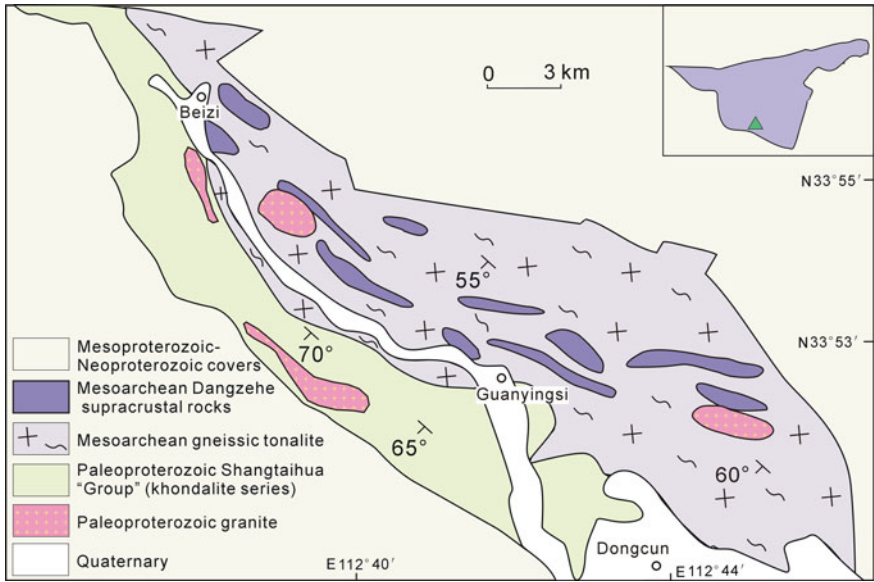 0 3 km
Beizi
N33°55′
55°
N33°53′
70°
Guanyingsi
65°
60°
Dongcun
E112°40′
E112°44′
Mesoproterozoic-
Neoproterozoic covers
Mesoarchean Dangzehe
supracrustal rocks
Mesoarchean gneissic tonalite
Paleoproterozoic Shangtaihua
“Group” (khondalite series)
Paleoproterozoic granite
Quaternary